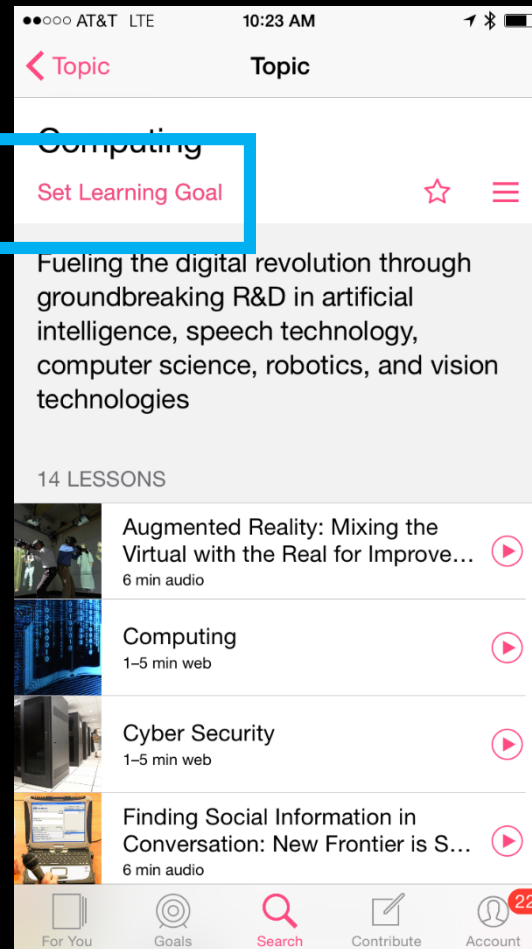 AT&T LTE 10:23 AM
Topic Topic
Computing
Set Learning Goal
Fueling the digital revolution through
groundbreaking R&D in artificial
intelligence, speech technology,
computer science, robotics, and vision
technologies
14 LESSONS
Augmented Reality: Mixing the
Virtual with the Real for Improve…
6 min audio
Computing
1–5 min web
Cyber Security
1–5 min web
Finding Social Information in
Conversation: New Frontier is S…
6 min audio
22
For You Goals Search Contribute Account